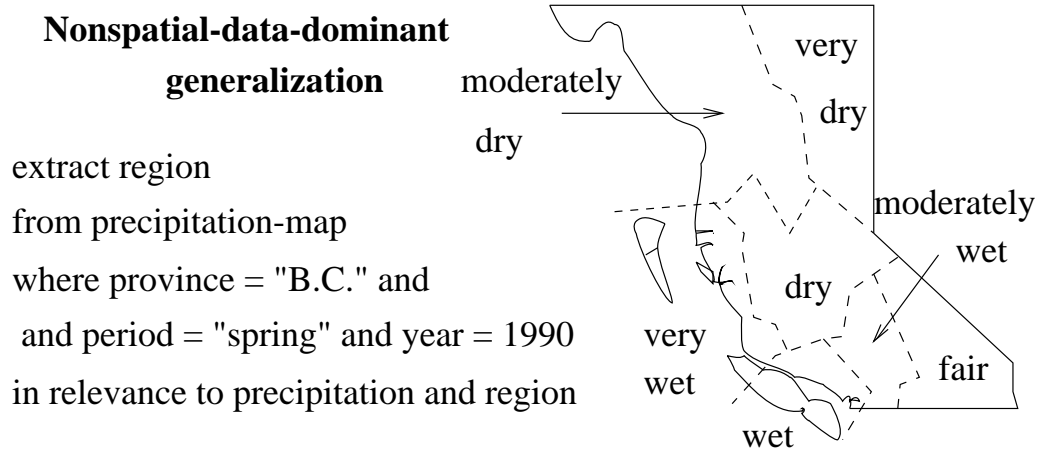 Nonspatial-data-dominant
generalization
extract region
from precipitation-map
where province = "B.C." and
and period = "spring" and year = 1990
in relevance to precipitation and region
moderately
dry
very
dry
moderately
wet
dry
very
wet
fair
wet